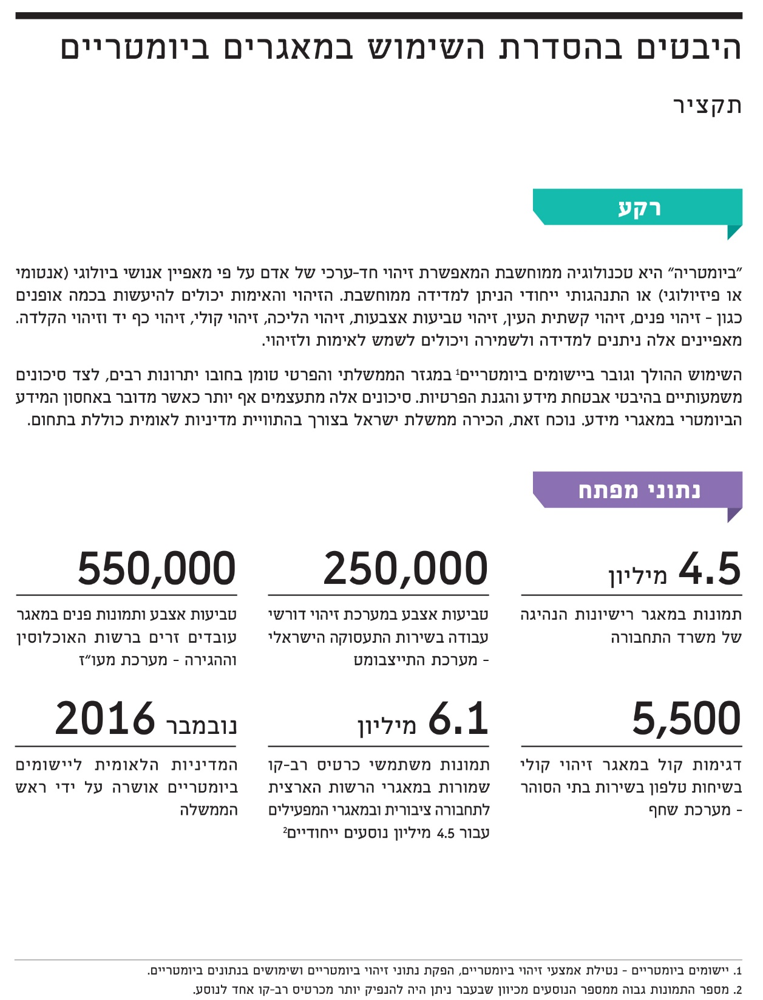 היבטים בהסדרת השימוש במאגרים ביומטריים
תקציר
רקע
"ביומטריה" היא טכנולוגיה ממוחשבת המאפשרת זיהוי חד-ערכי של אדם על פי מאפיין אנושי ביולוגי (אנטומי
או פיזיולוגי) או התנהגותי ייחודי הניתן למדידה ממוחשבת. הזיהוי והאימות יכולים להיעשות בכמה אופנים
כגון - זיהוי פנים, זיהוי קשתית העין, זיהוי טביעות אצבעות, זיהוי הליכה, זיהוי קולי, זיהוי כף יד וזיהוי הקלדה.
מאפיינים אלה ניתנים למדידה ולשמירה ויכולים לשמש לאימות ולזיהוי.
השימוש ההולך וגובר ביישומים ביומטריים¹ במגזר הממשלתי והפרטי טומן בחובו יתרונות רבים, לצד סיכונים
משמעותיים בהיבטי אבטחת מידע והגנת הפרטיות. סיכונים אלה מתעצמים אף יותר כאשר מדובר באחסון המידע
הביומטרי במאגרי מידע. נוכח זאת, הכירה ממשלת ישראל בצורך בהתוויית מדיניות לאומית כוללת בתחום.
נתוני מפתח
4.5 מיליון
תמונות במאגר רישיונות הנהיגה
של משרד התחבורה
250,000
טביעות אצבע במערכת זיהוי דורשי
עבודה בשירות התעסוקה הישראלי
- מערכת התייצבומט
550,000
טביעות אצבע ותמונות פנים במאגר
עובדים זרים ברשות האוכלוסין
וההגירה - מערכת מעו"ז
5,500
דגימות קול במאגר זיהוי קולי
בשיחות טלפון בשירות בתי הסוהר
- מערכת שחף
6.1 מיליון
תמונות משתמשי כרטיס רב-קו
שמורות במאגרי הרשות הארצית
לתחבורה ציבורית ובמאגרי המפעילים
עבור 4.5 מיליון נוסעים ייחודיים²
נובמבר 2016
המדיניות הלאומית ליישומים
ביומטריים אושרה על ידי ראש
הממשלה
1. יישומים ביומטריים - נטילת אמצעי זיהוי ביומטריים, הפקת נתוני זיהוי ביומטריים ושימושים בנתונים ביומטריים.
2. מספר התמונות גבוה ממספר הנוסעים מכיוון שבעבר ניתן היה להנפיק יותר מכרטיס רב-קו אחד לנוסע.